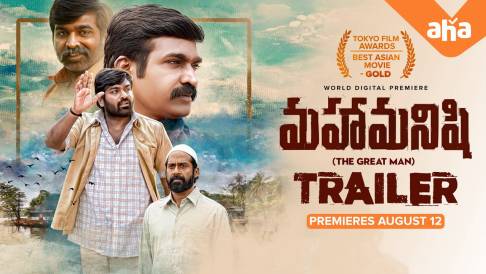 aha
TOKYO FILM
AWARDS
BEST ASIAN
MOVIE
- GOLD -
WORLD DIGITAL PREMIERE
మహామనిషి
(THE GREAT MAN)
TRAILER
PREMIERES AUGUST 12